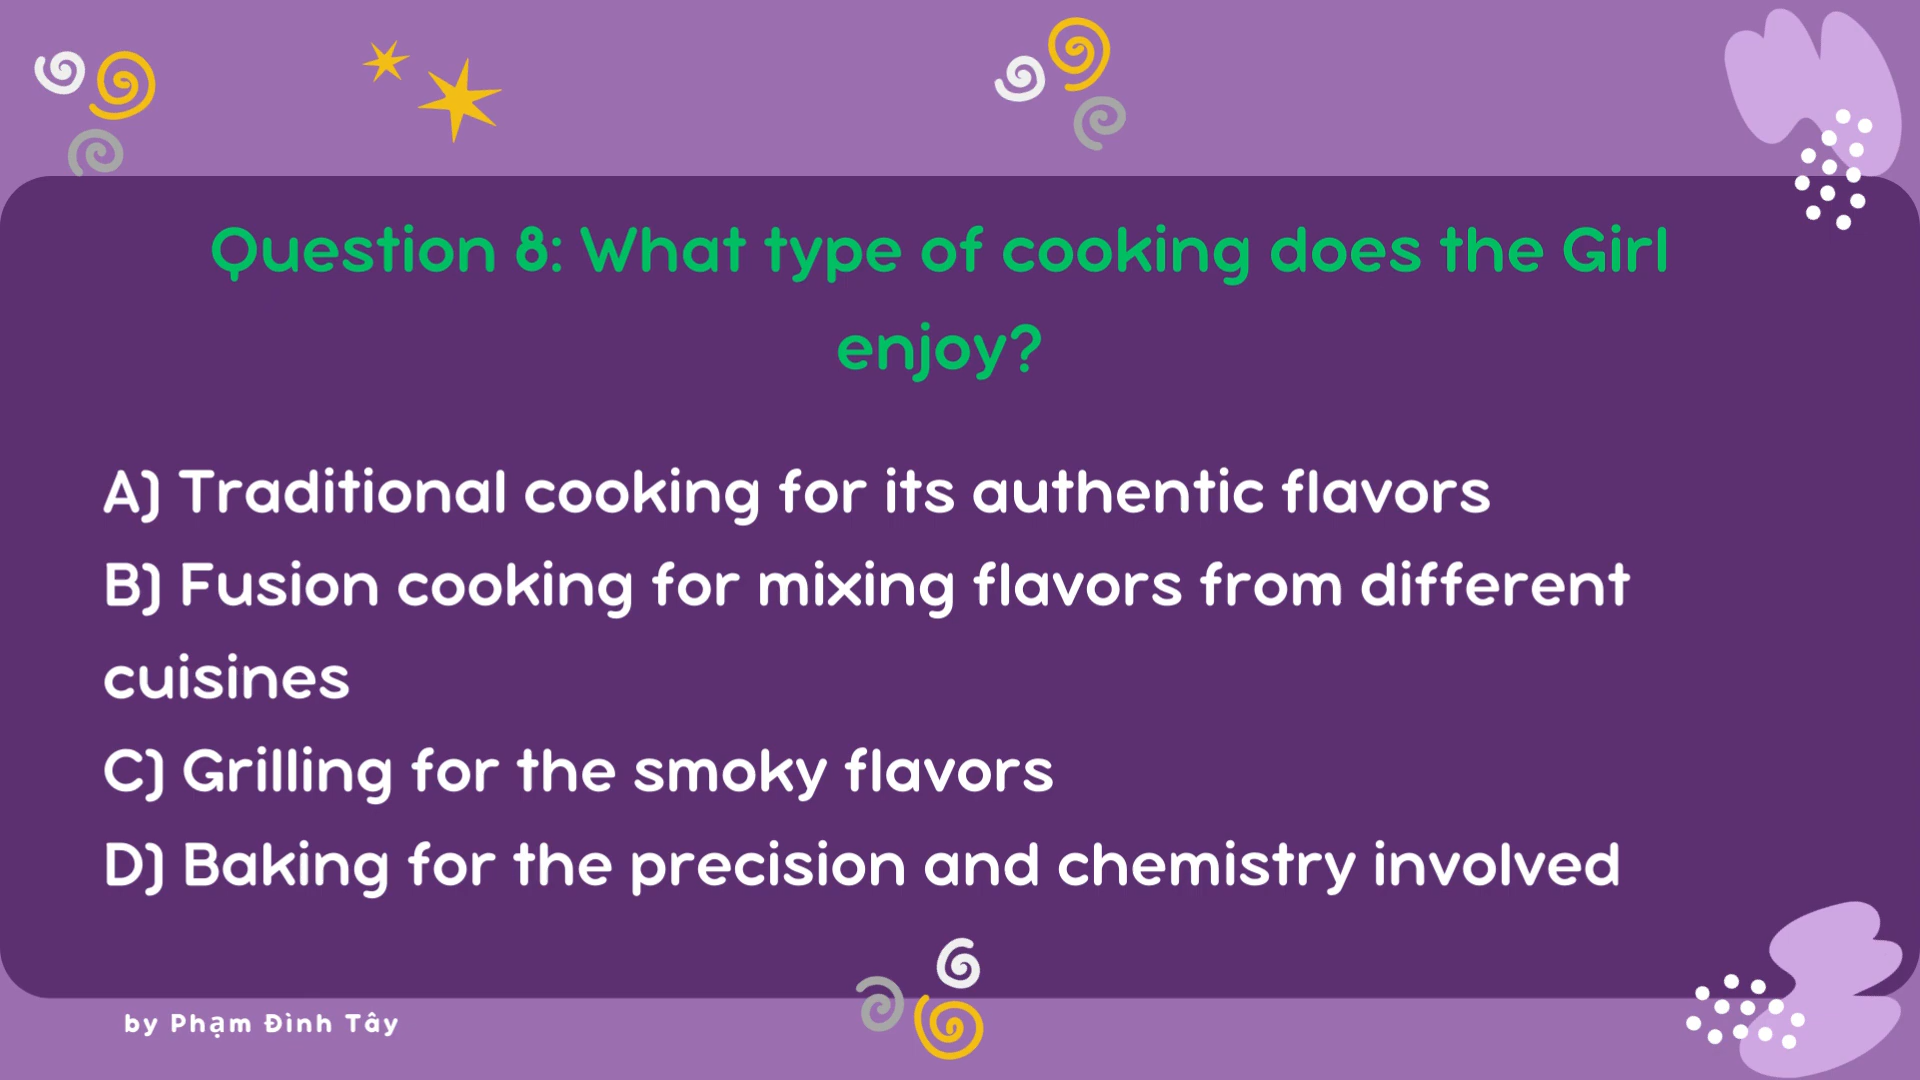 Question 8: What type of cooking does the Girl
enjoy?
A) Traditional cooking for its authentic flavors
B) Fusion cooking for mixing flavors from different
cuisines
C) Grilling for the smoky flavors
D) Baking for the precision and chemistry involved
by Phạm Đình Tây